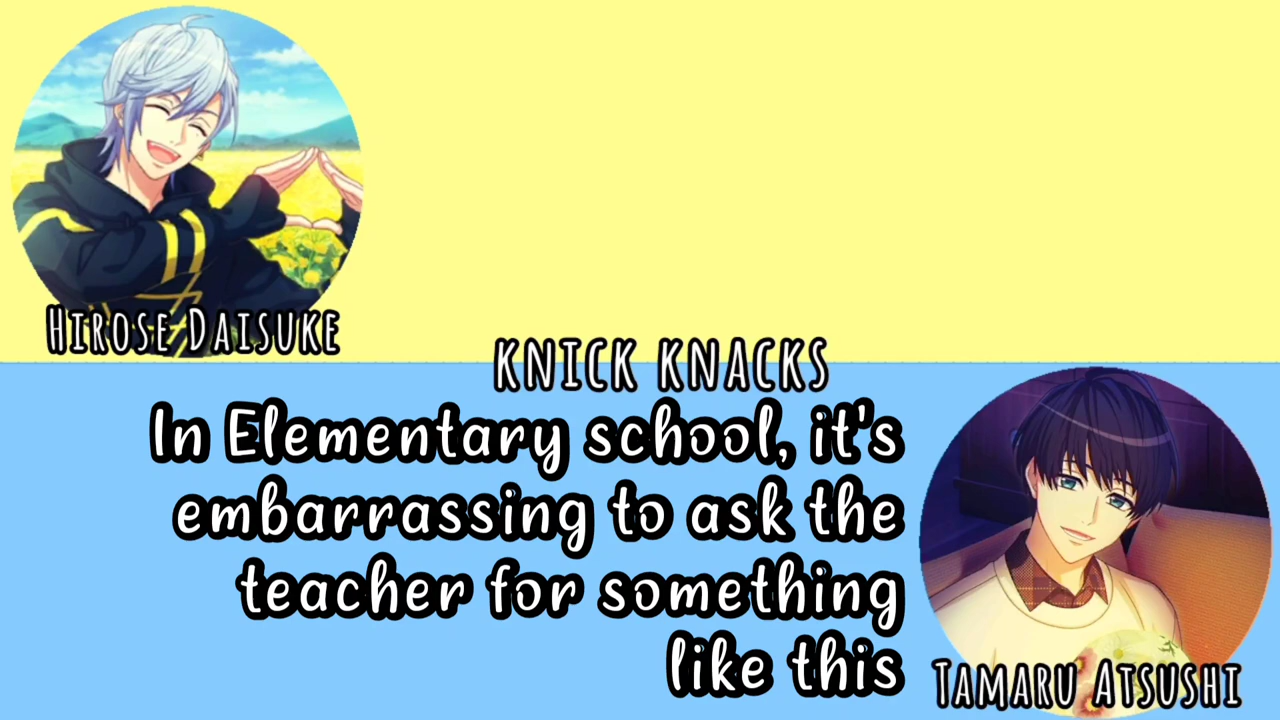 Hirose Daisuke
KNICK KNACKS
In Elementary school, it's
embarrassing to ask the
teacher for something
like this
Tamaru Atsushi